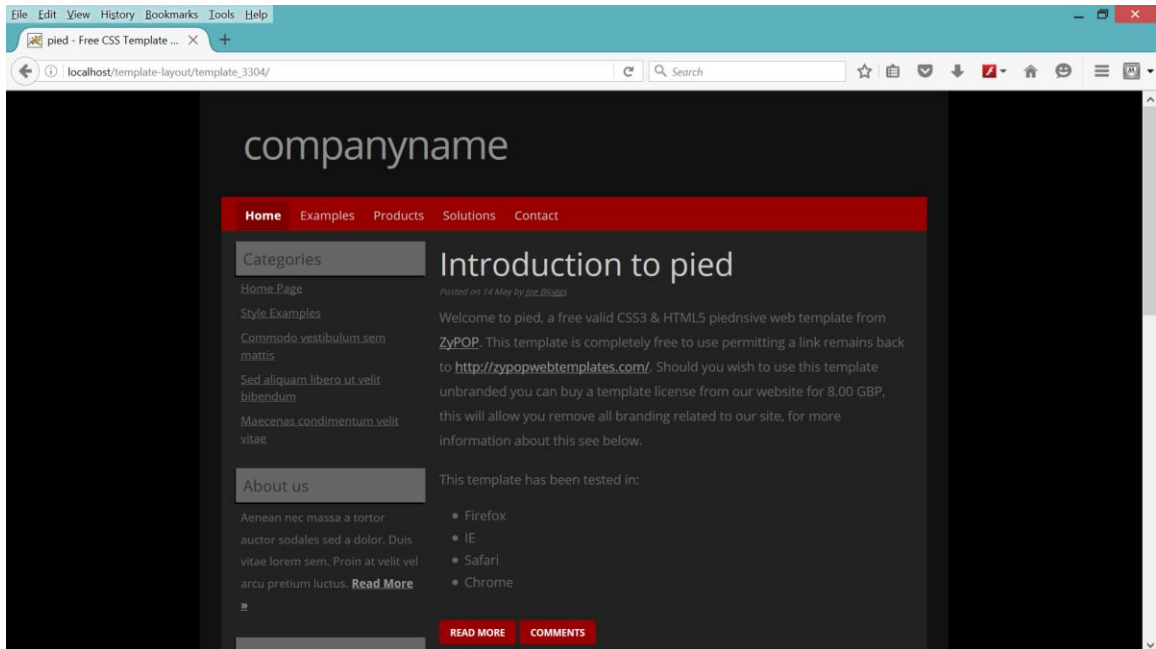 File Edit View History Bookmarks Tools Help
pied - Free CSS Template ...
localhost/template-layout/template_3304/
Search
companyname
Home Examples Products Solutions Contact
Categories
Home Page
Style Examples
Commodo vestibulum sem
mattis
Sed aliquam libero ut velit
bibendum
Maecenas condimentum velit
vitae
About us
Aenean nec massa a tortor
auctor sodales sed a dolor. Duis
vitae lorem sem. Proin at velit vel
arcu pretium luctus. Read More
»
Introduction to pied
Posted on 14 May by Joe Bloggs
Welcome to pied, a free valid CSS3 & HTML5 piednsive web template from
ZyPOP. This template is completely free to use permitting a link remains back
to http://zypopwebtemplates.com/. Should you wish to use this template
unbranded you can buy a template license from our website for 8.00 GBP,
this will allow you remove all branding related to our site, for more
information about this see below.
This template has been tested in:
• Firefox
• IE
• Safari
• Chrome
READ MORE COMMENTS